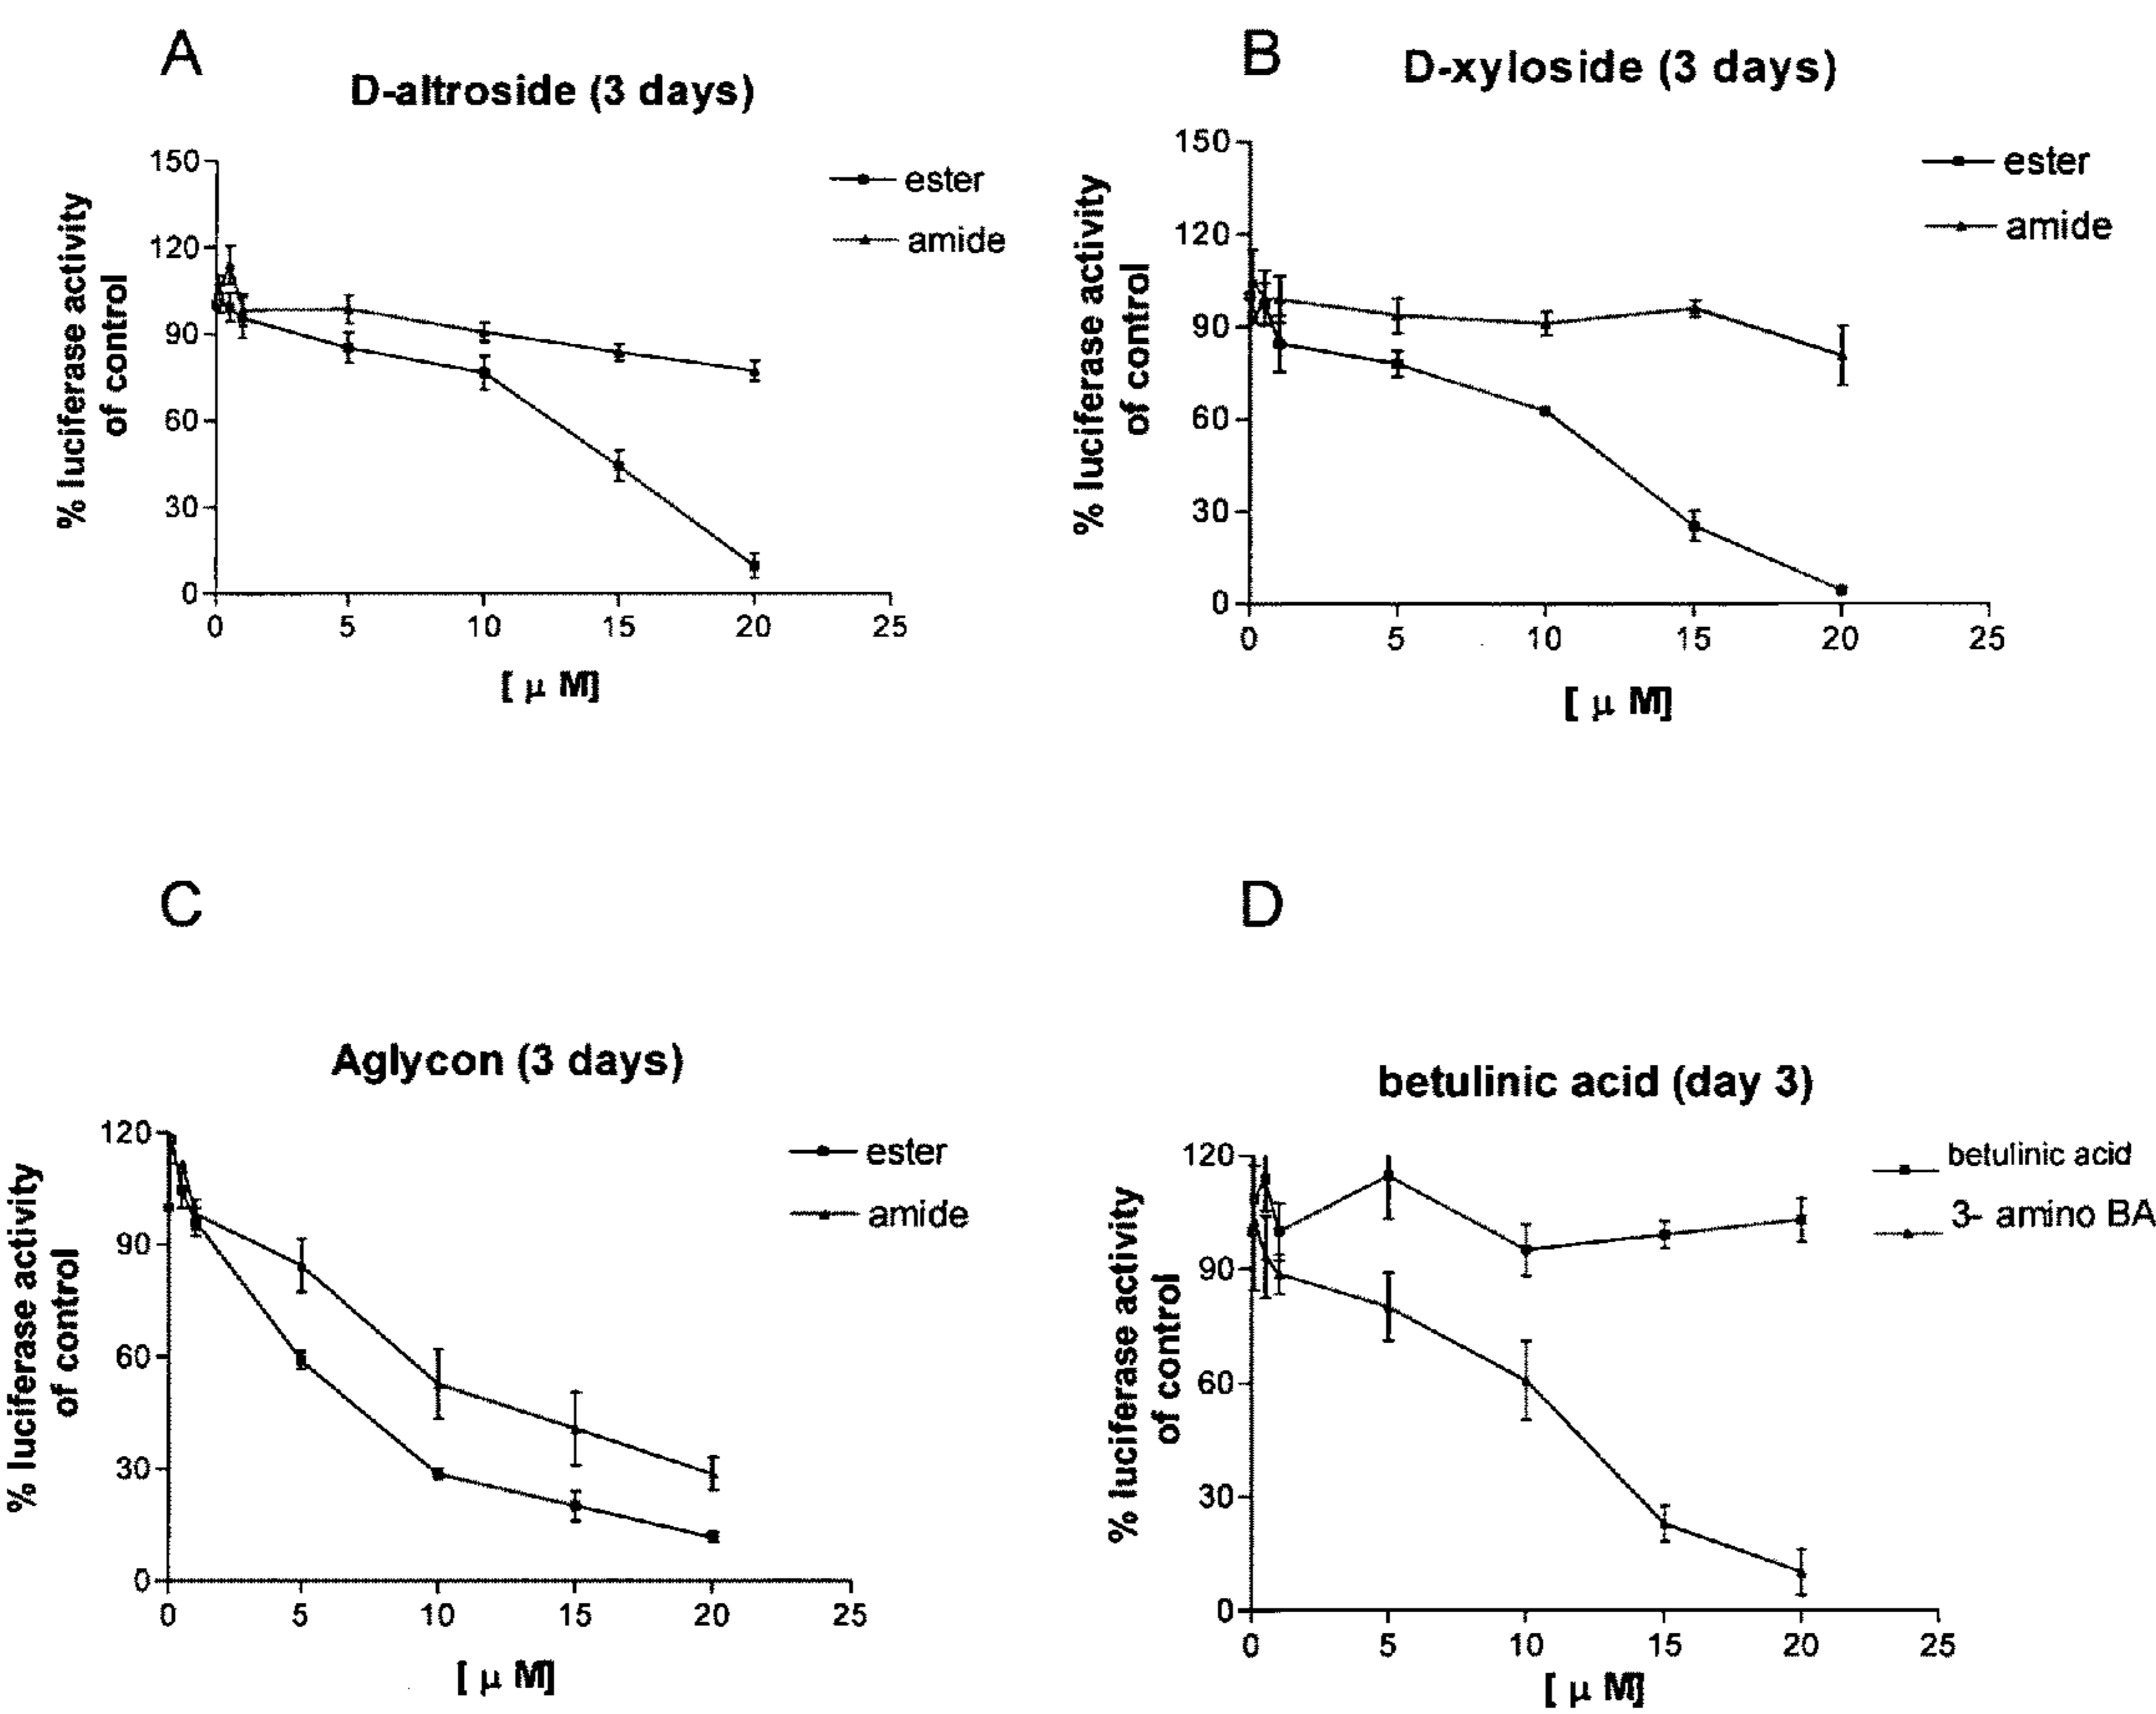 A
D-altroside (3 days)
ester
amide
% luciferase activity
of control
150
120
90
60
30
0
0 5 10 15 20 25
[ μ M]
B
D-xyloside (3 days)
ester
amide
% luciferase activity
of control
150
120
90
60
30
0
0 5 10 15 20 25
[ μ M]
C
Aglycon (3 days)
ester
amide
% luciferase activity
of control
120
90
60
30
0
0 5 10 15 20 25
[ μ M]
D
betulinic acid (day 3)
betulinic acid
3- amino BA
% luciferase activity
of control
120
90
60
30
0
0 5 10 15 20 25
[ μ M]